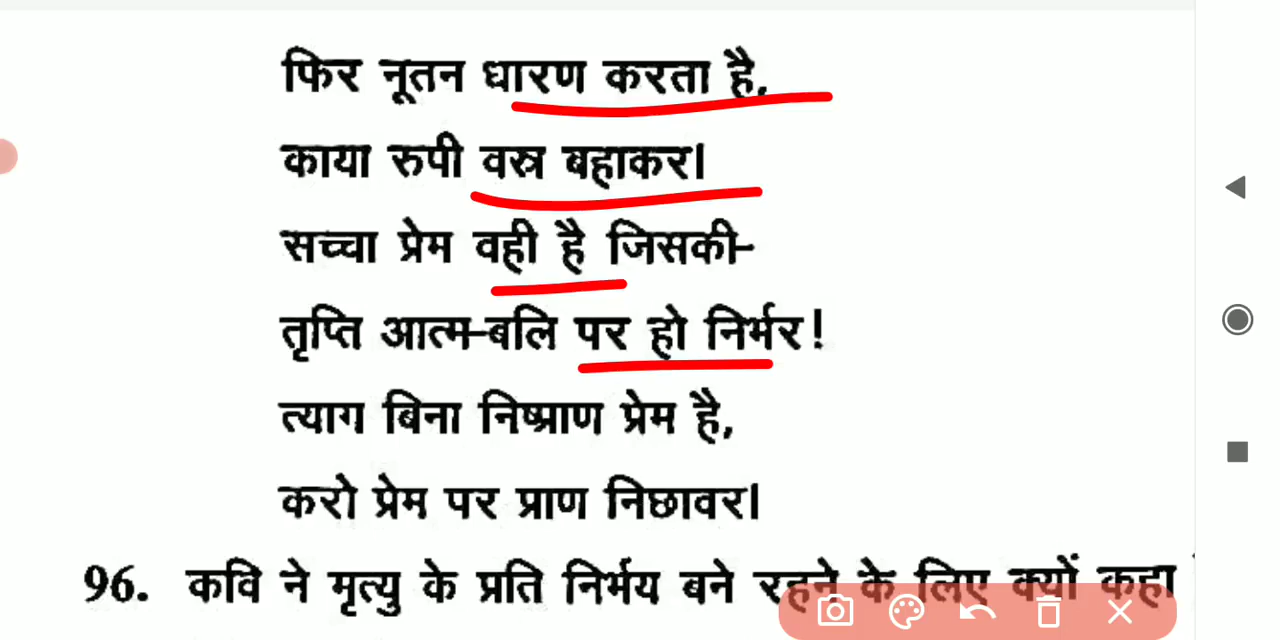 फिर नूतन धारण करता है,
काया रुपी वस्त्र बहाकर।
सच्चा प्रेम वही है जिसकी-
तृप्ति आत्म-बलि पर हो निर्भर!
त्याग बिना निष्प्राण प्रेम है,
करो प्रेम पर प्राण निछावर।
96. कवि ने मृत्यु के प्रति निर्भय बने रहने के लिए क्यों कहा